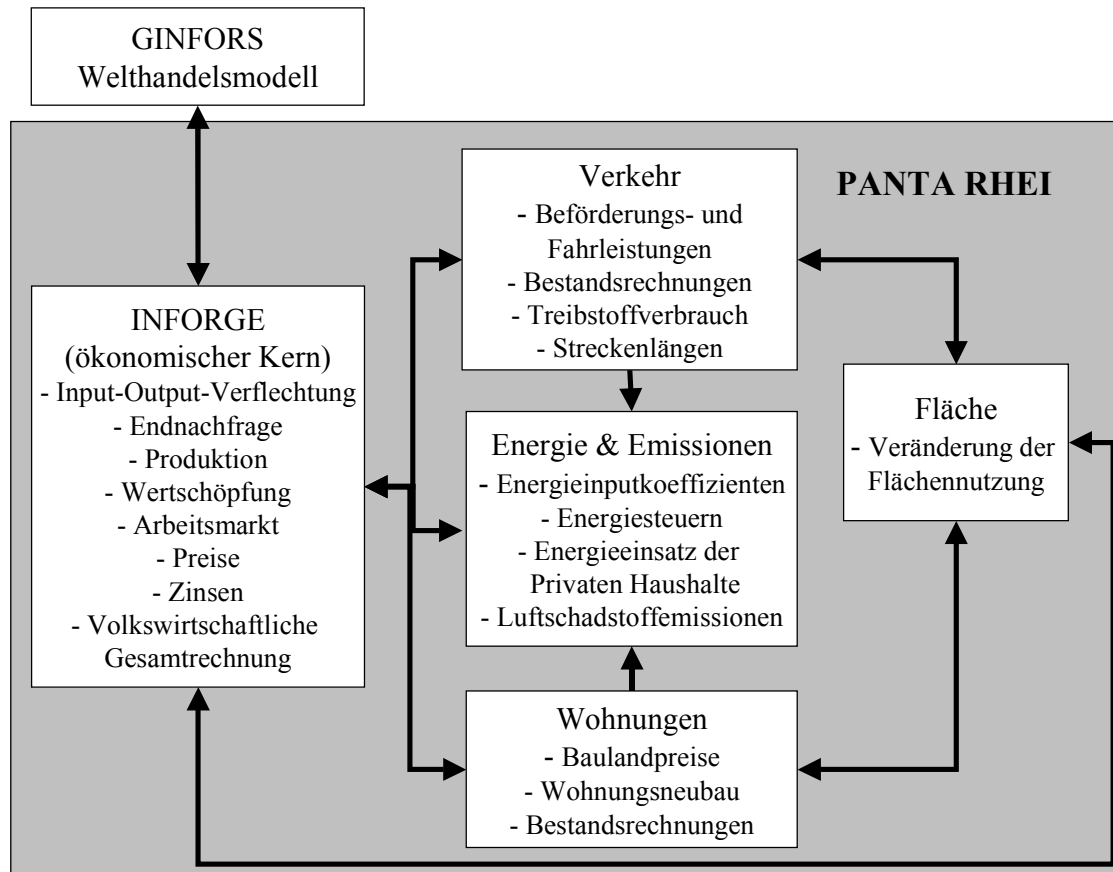 GINFORS
Welthandelsmodell
PANTA RHEI
INFORGE
(ökonomischer Kern)
- Input-Output-Verflechtung
- Endnachfrage
- Produktion
- Wertschöpfung
- Arbeitsmarkt
- Preise
- Zinsen
- Volkswirtschaftliche
Gesamtrechnung
Verkehr
- Beförderungs- und
Fahrleistungen
- Bestandsrechnungen
- Treibstoffverbrauch
- Streckenlängen
Energie & Emissionen
- Energieinputkoeffizienten
- Energiesteuern
- Energieeinsatz der
Privaten Haushalte
- Luftschadstoffemissionen
Wohnungen
- Baulandpreise
- Wohnungsneubau
- Bestandsrechnungen
Fläche
- Veränderung der
Flächennutzung